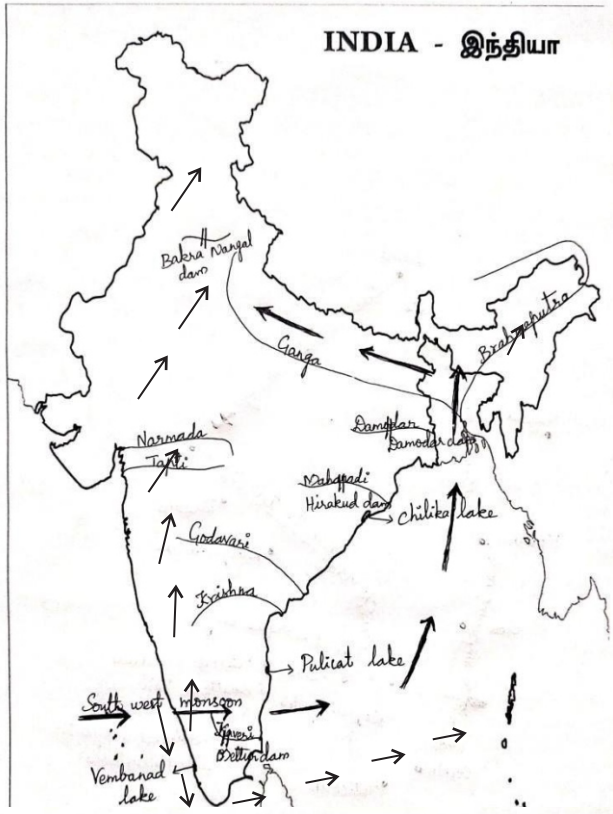 INDIA - இந்தியா
Bakra Nangal
dam
Ganga
Brahmaputra
Narmada
Tapti
Damodar
Damodar dam
Mahanadi
Hirakud dam
Chilika lake
Godavari
Krishna
Pulicat lake
South west monsoon
Kaveri
Mettur dam
Vembanad
lake